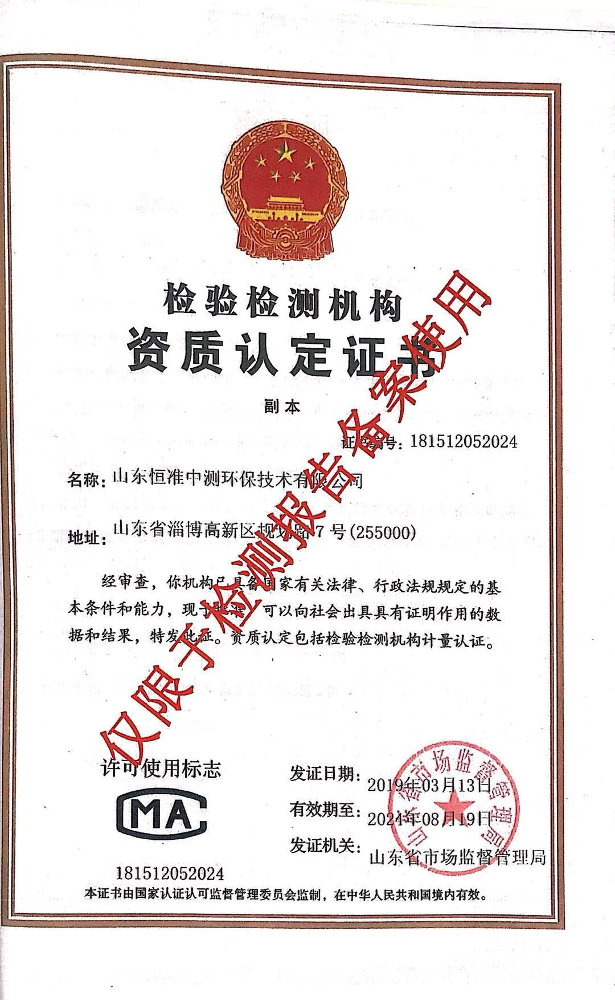 检验检测机构
资质认定证书
副本
证书编号：181512052024
名称：山东恒准中测环保技术有限公司
地址：山东省淄博高新区规划路7号(255000)
经审查，你机构已具备国家有关法律、行政法规规定的基
本条件和能力，现予批准，可以向社会出具具有证明作用的数
据和结果，特发此证。资质认定包括检验检测机构计量认证。
仅限于检测报告备案使用
许可使用标志
MA
181512052024
发证日期：2019年03月13日
有效期至：2024年08月19日
发证机关：山东省市场监督管理局
山东省市场监督管理局
本证书由国家认证认可监督管理委员会监制，在中华人民共和国境内有效。